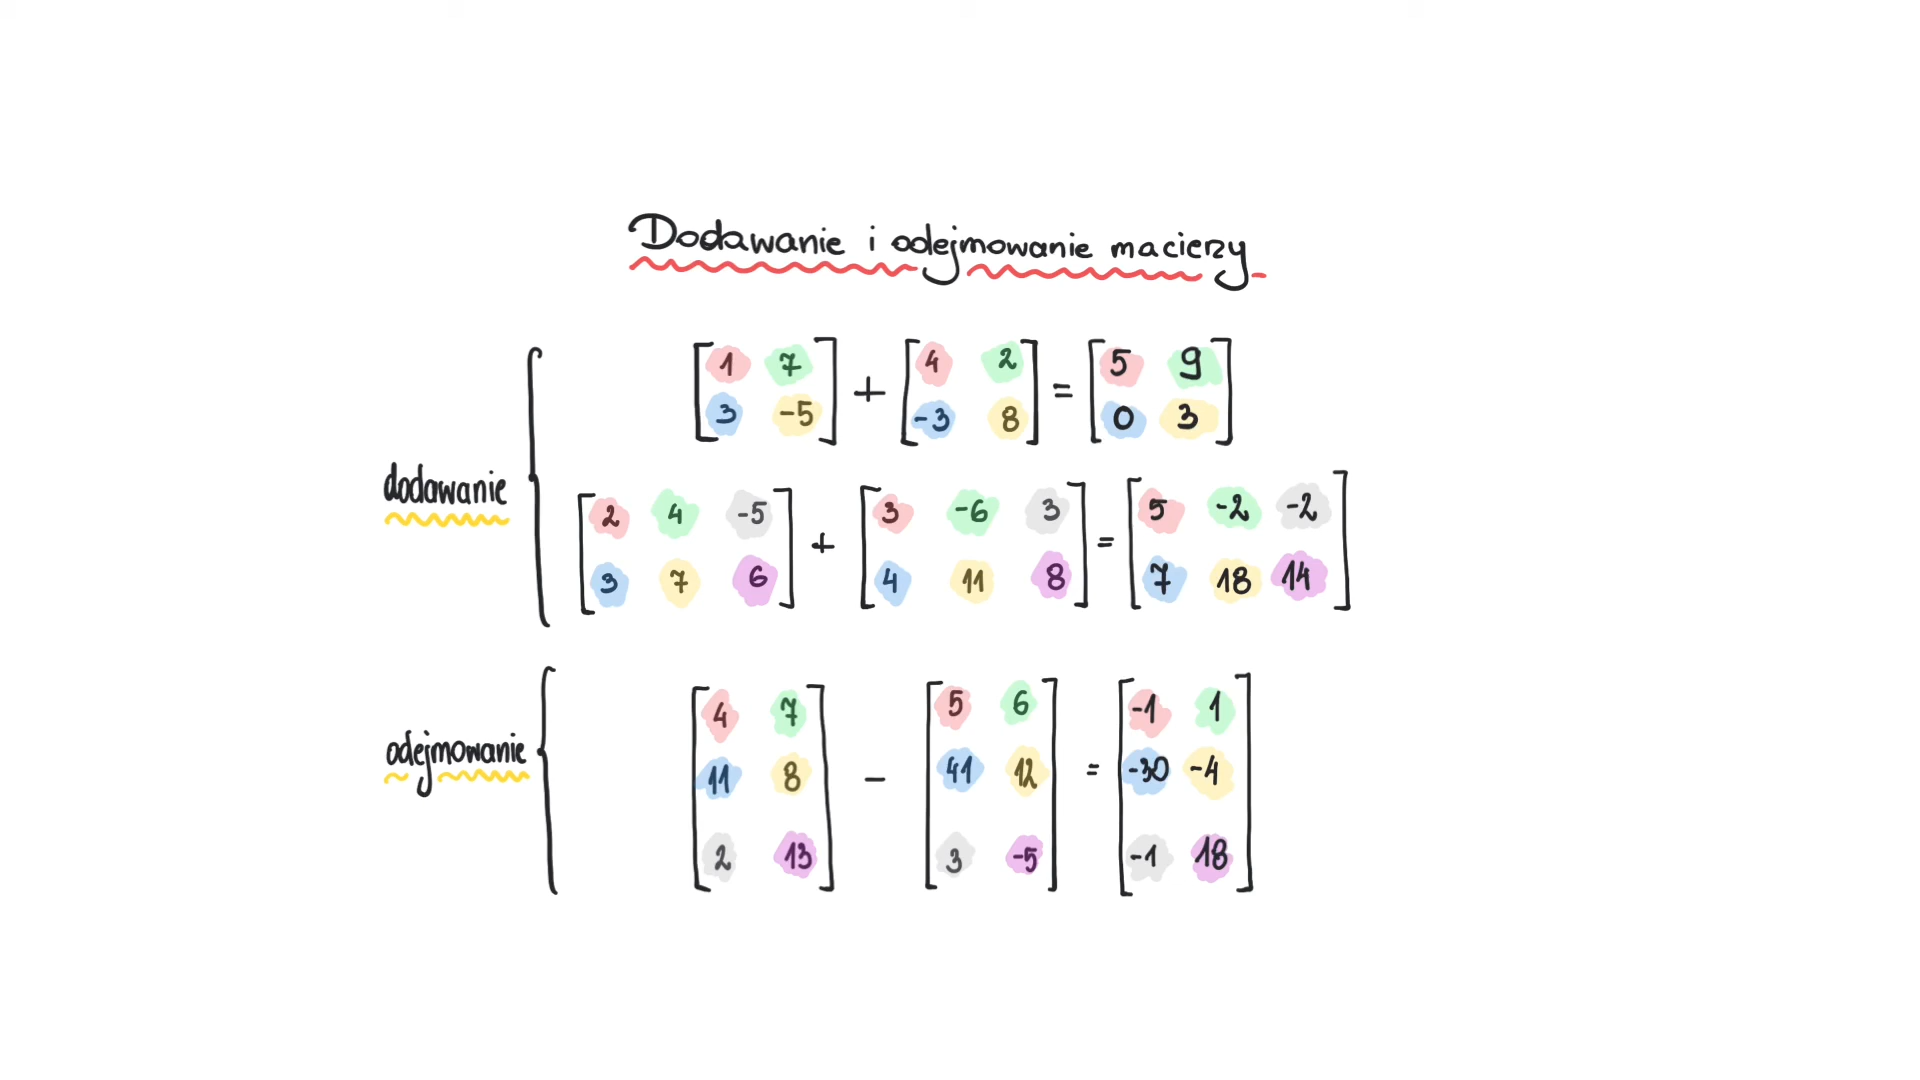 Dodawanie i odejmowanie macierzy
dodawanie
[1 7] + [4 2] = [5 9]
[3 -5] [-3 8] [0 3]
[2 4 -5] + [3 -6 3] = [5 -2 -2]
[3 7 6] [4 11 8] [7 18 14]
odejmowanie
[4 7] - [5 6] = [-1 1]
[11 8] [41 12] [-30 -4]
[2 13] [3 -5] [-1 18]